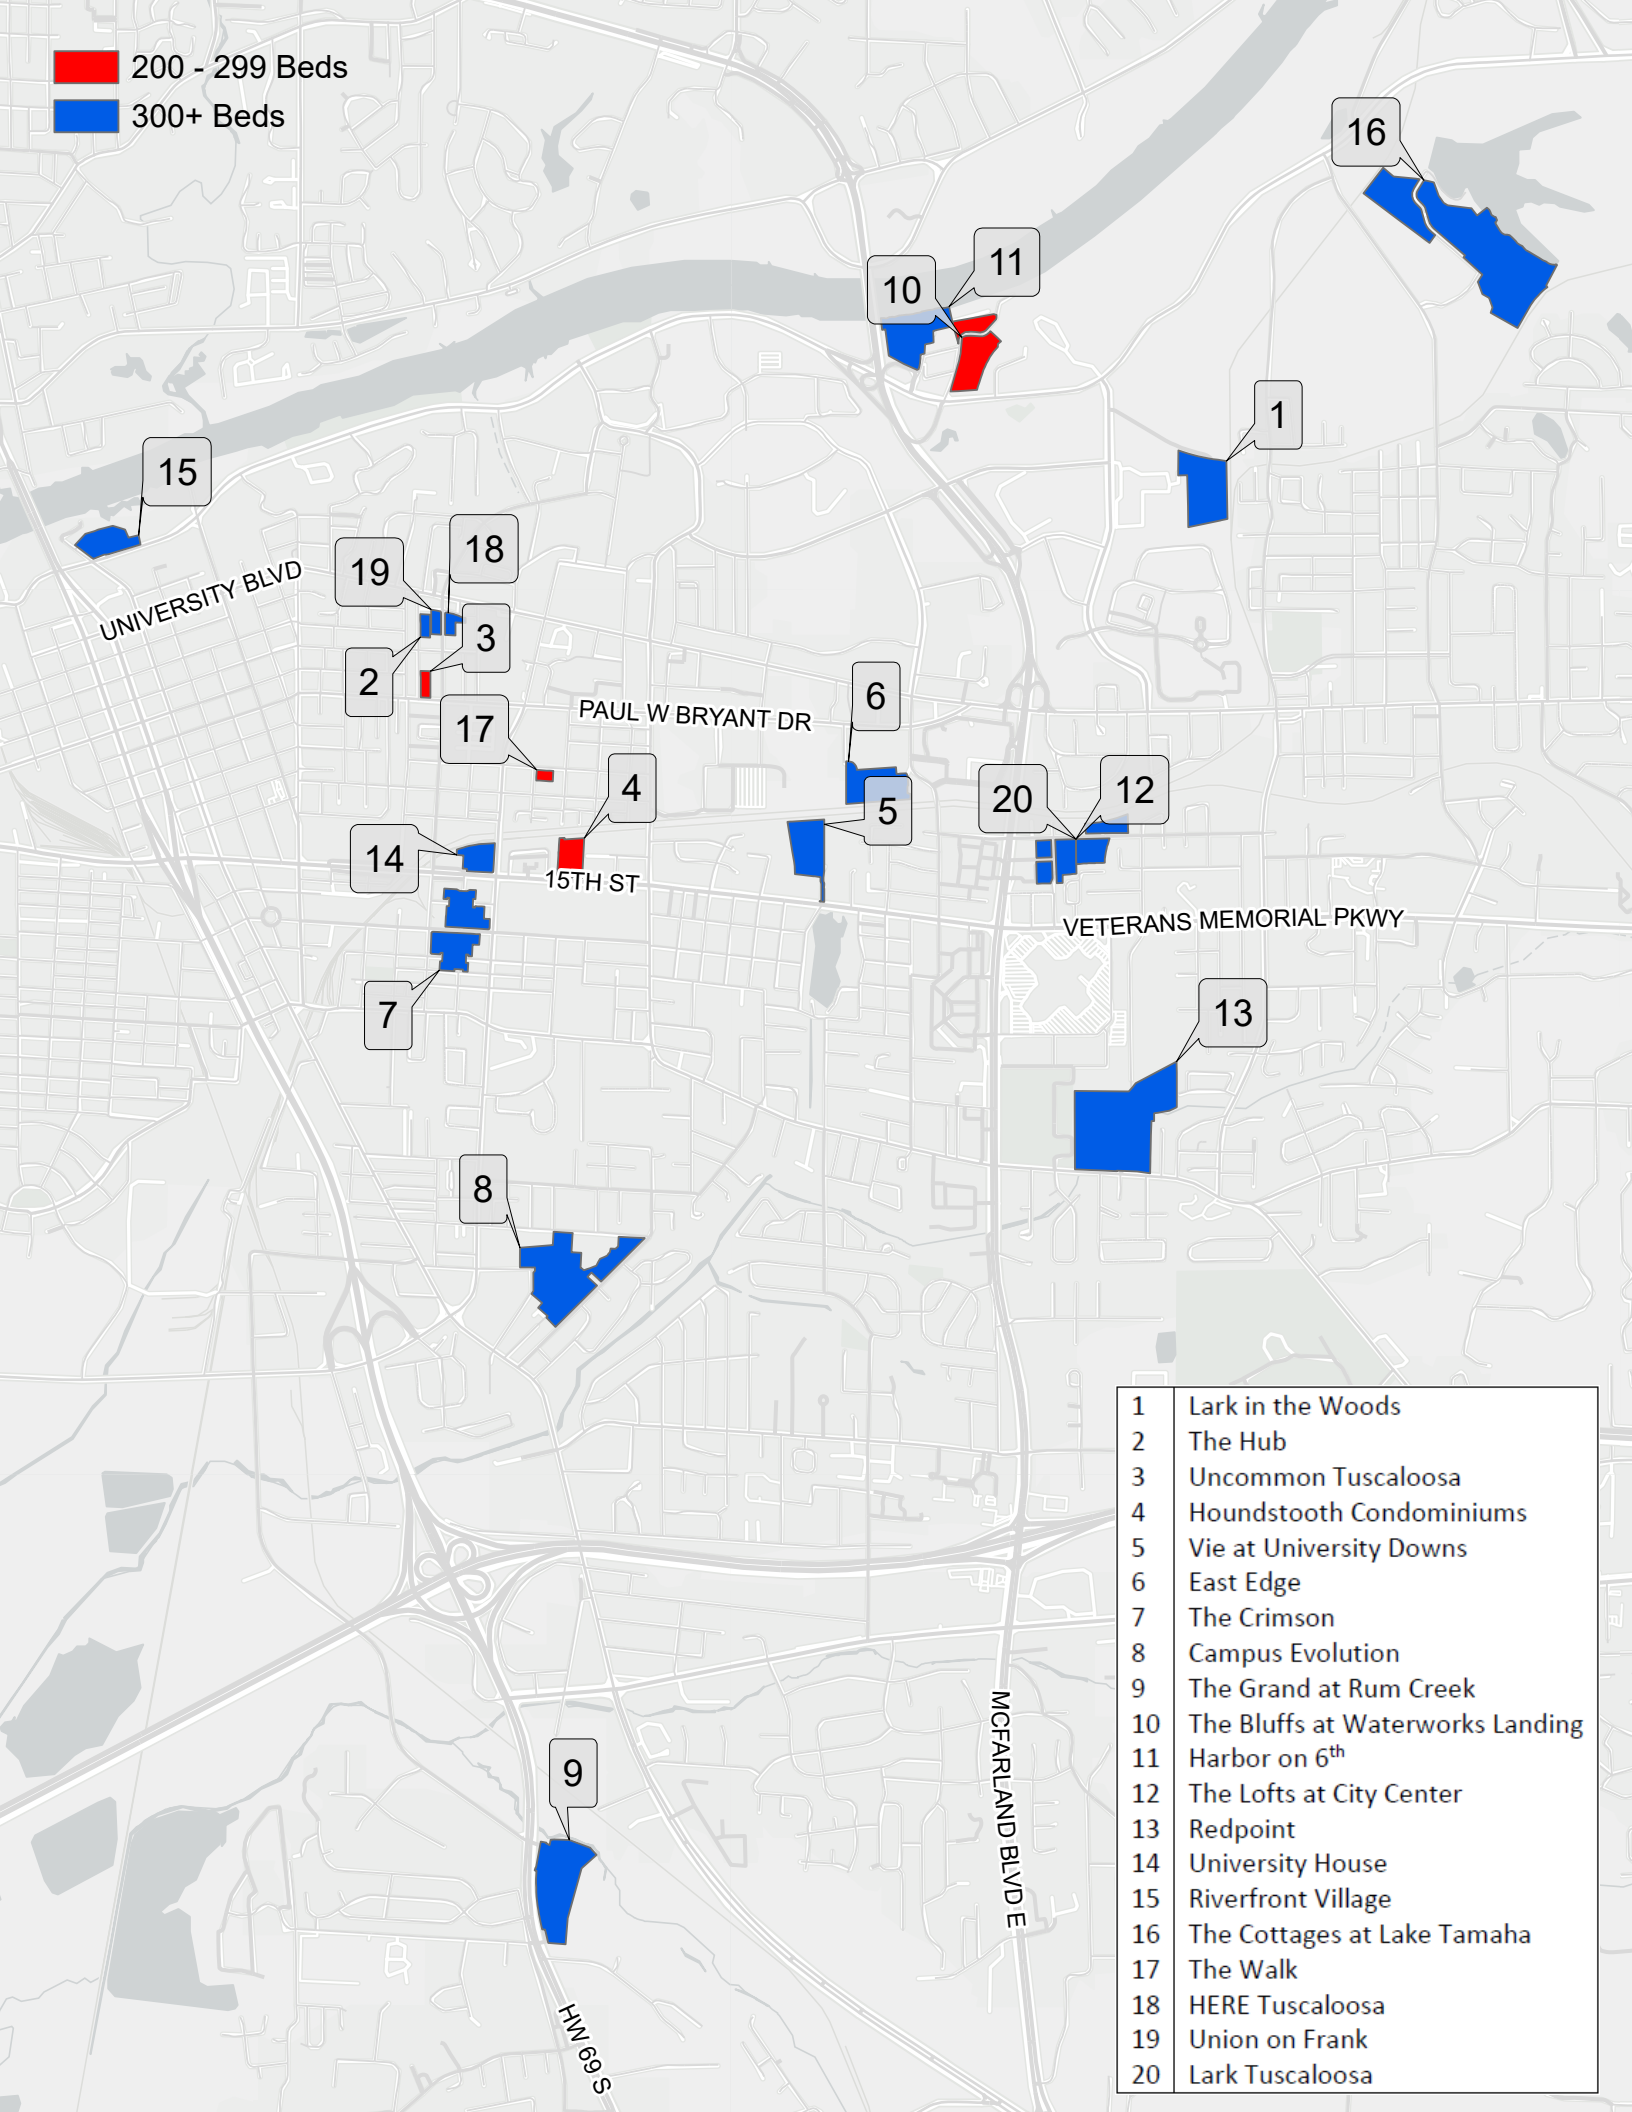 200 - 299 Beds
300+ Beds
16
11
10
1
15
18
19
3
2
UNIVERSITY BLVD
6
17
PAUL W BRYANT DR
4
12
20
5
14
15TH ST
VETERANS MEMORIAL PKWY
7
13
8
9
MCFARLAND BLVD E
HW 69 S
1 Lark in the Woods
2 The Hub
3 Uncommon Tuscaloosa
4 Houndstooth Condominiums
5 Vie at University Downs
6 East Edge
7 The Crimson
8 Campus Evolution
9 The Grand at Rum Creek
10 The Bluffs at Waterworks Landing
11 Harbor on 6th
12 The Lofts at City Center
13 Redpoint
14 University House
15 Riverfront Village
16 The Cottages at Lake Tamaha
17 The Walk
18 HERE Tuscaloosa
19 Union on Frank
20 Lark Tuscaloosa